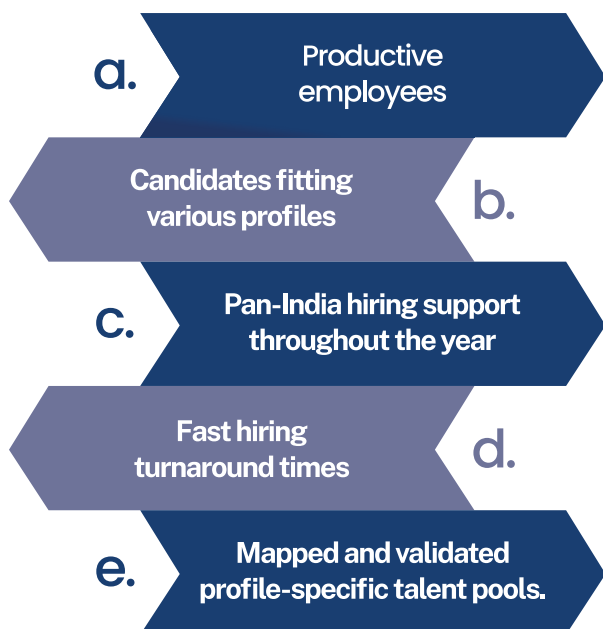 a.
Productive
employees
Candidates fitting
various profiles
b.
c.
Pan-India hiring support
throughout the year
Fast hiring
turnaround times
d.
e.
Mapped and validated
profile-specific talent pools.